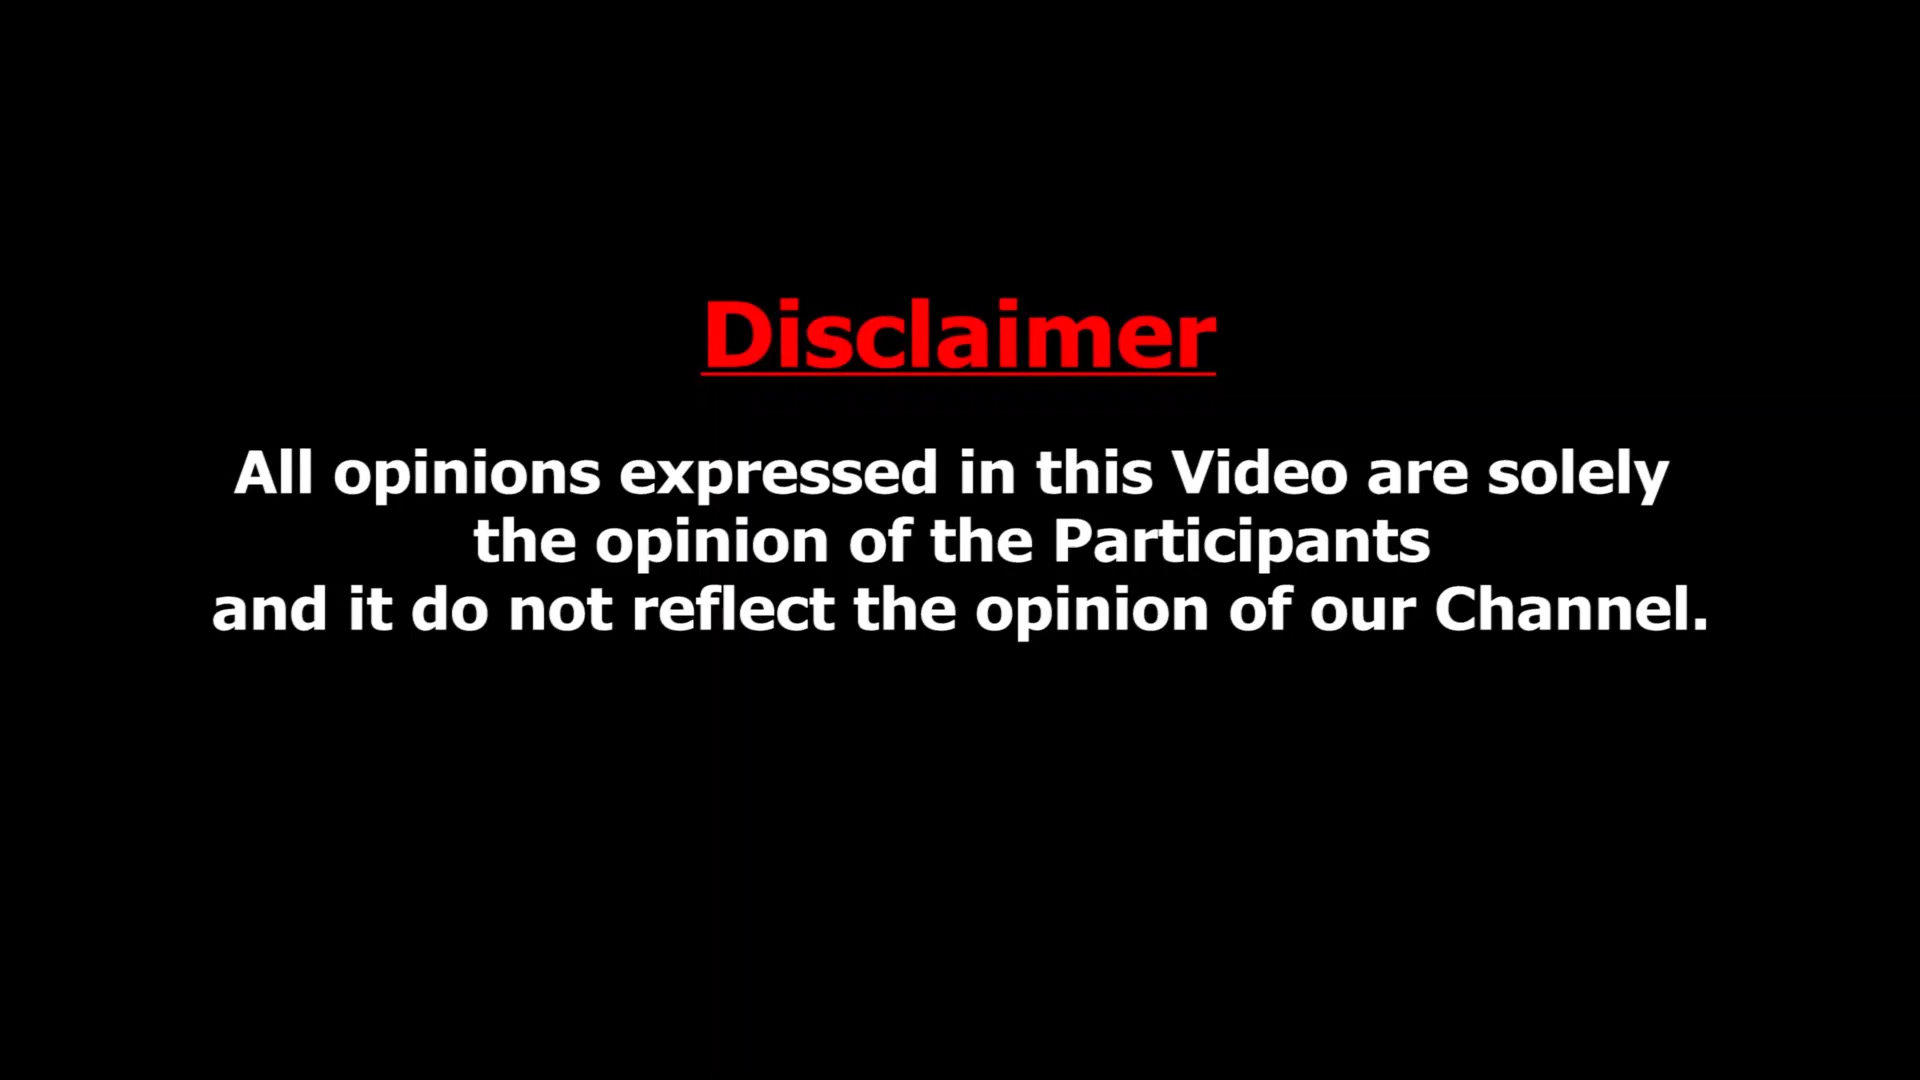 Disclaimer
All opinions expressed in this Video are solely
the opinion of the Participants
and it do not reflect the opinion of our Channel.